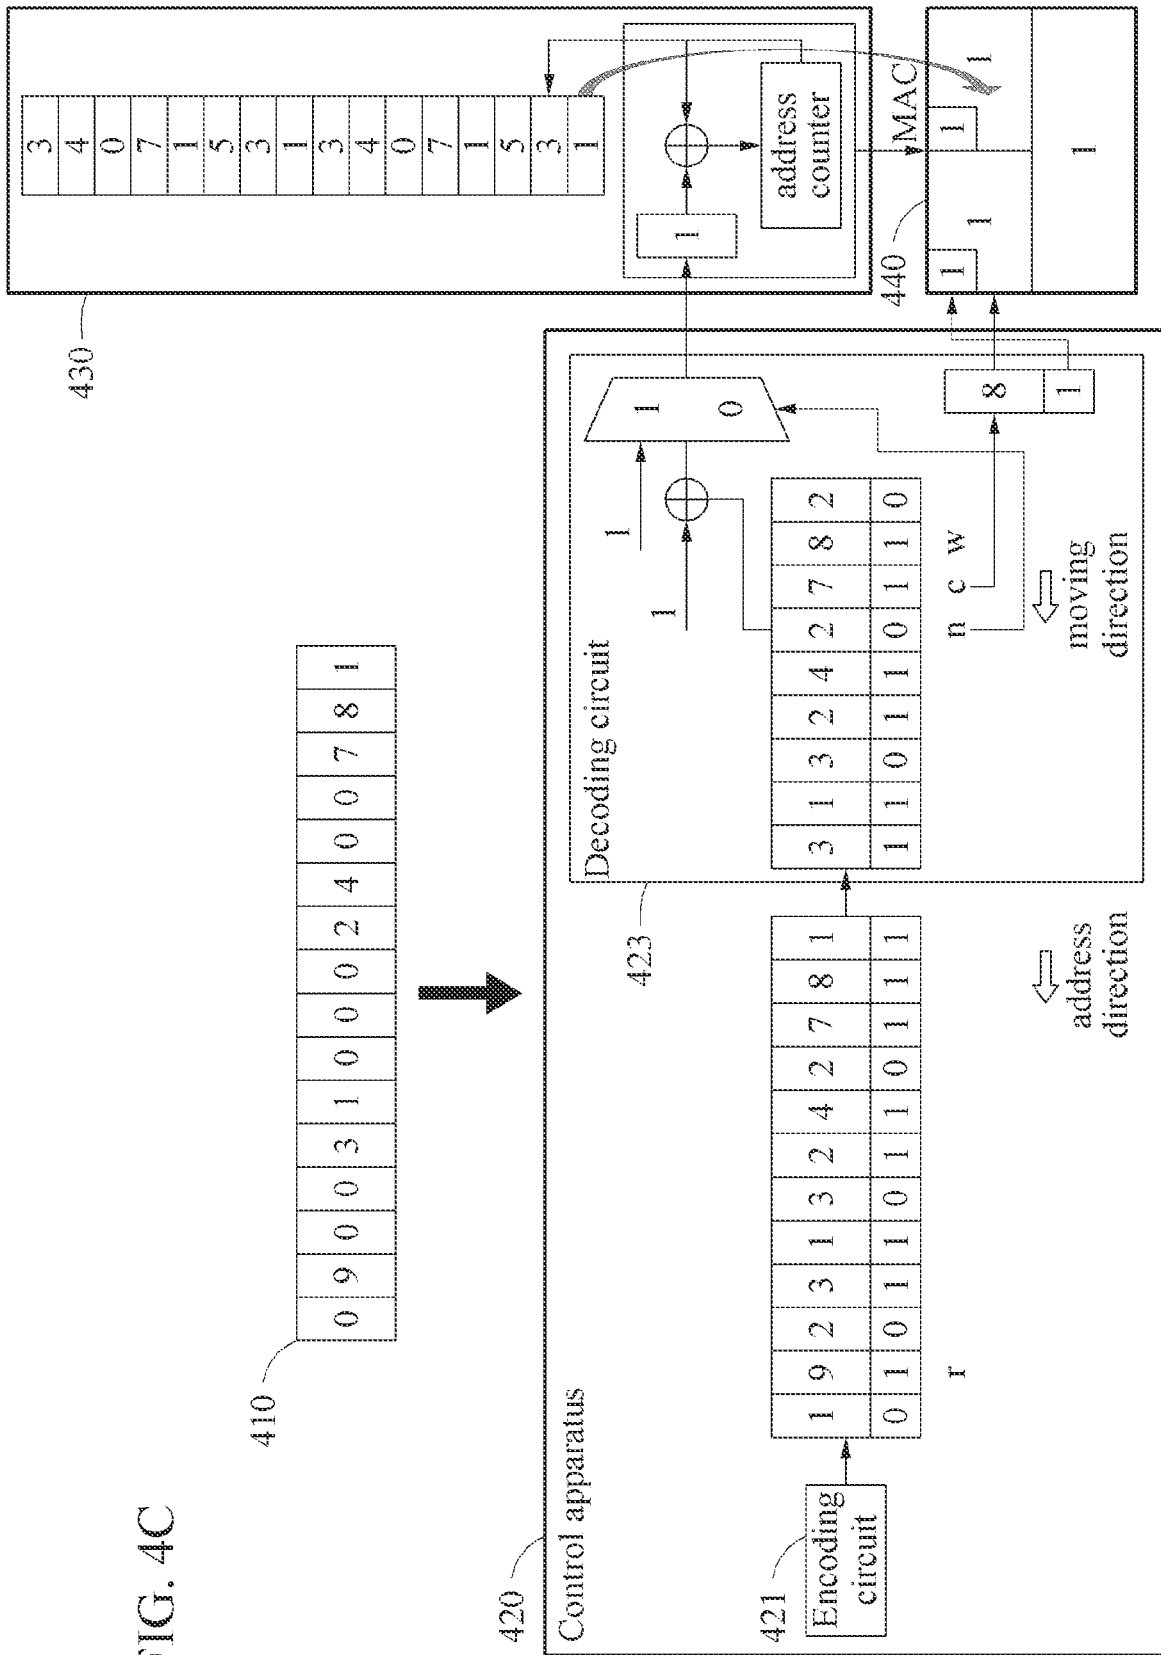 FIG. 4C
410
0 9 0 0 3 1 0 0 0 2 4 0 0 7 8 1
420
Control apparatus
421
Encoding
circuit
1 9 2 3 1 3 2 4 2 7 8 1
0 1 0 1 1 0 1 1 0 1 1 1
r
address
direction
423
Decoding circuit
1
1
1
0
3 1 3 2 4 2 7 8 2
1 1 0 1 1 0 1 1 0
n c w
moving
direction
8
1
430
3
4
0
7
1
5
3
1
3
4
0
7
1
5
3
1
1
address
counter
440
MAC
1
1
1
1
1